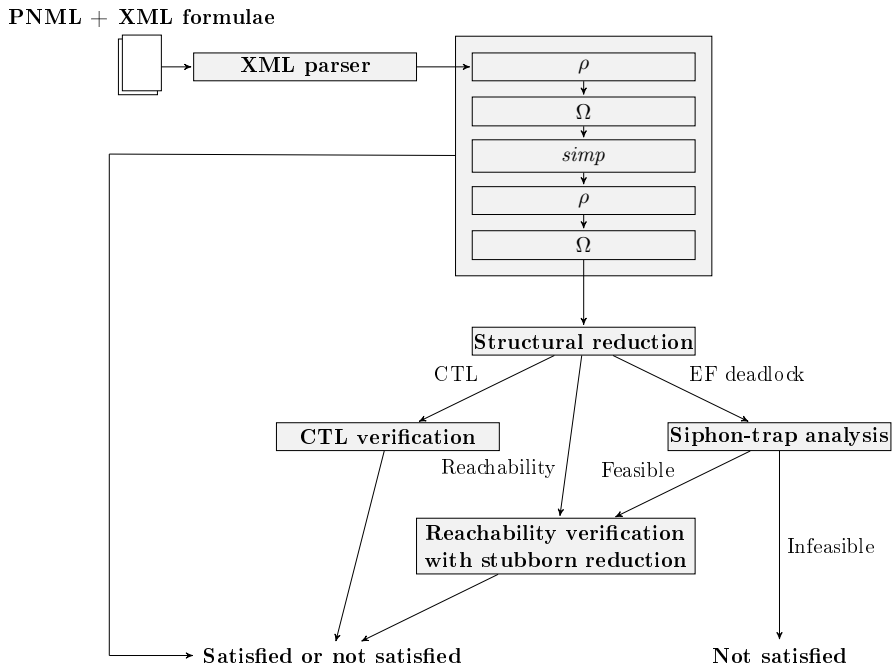 PNML + XML formulae
XML parser
ρ
Ω
simp
ρ
Ω
Structural reduction
CTL
EF deadlock
CTL verification
Siphon-trap analysis
Reachability
Feasible
Reachability verification
with stubborn reduction
Infeasible
Satisfied or not satisfied
Not satisfied